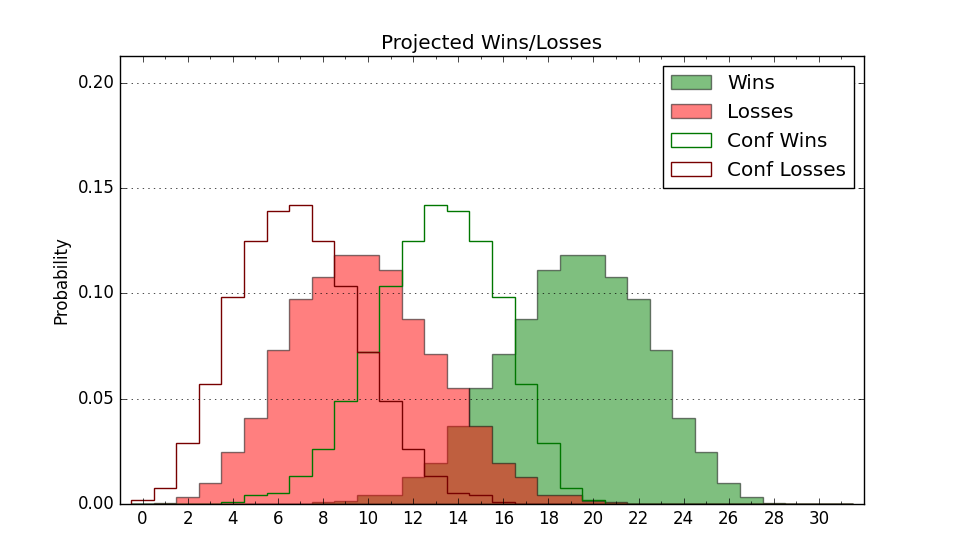 Projected Wins/Losses
Wins
Losses
Conf Wins
Conf Losses
Probability
0.20
0.15
0.10
0.05
0.00
0 2 4 6 8 10 12 14 16 18 20 22 24 26 28 30